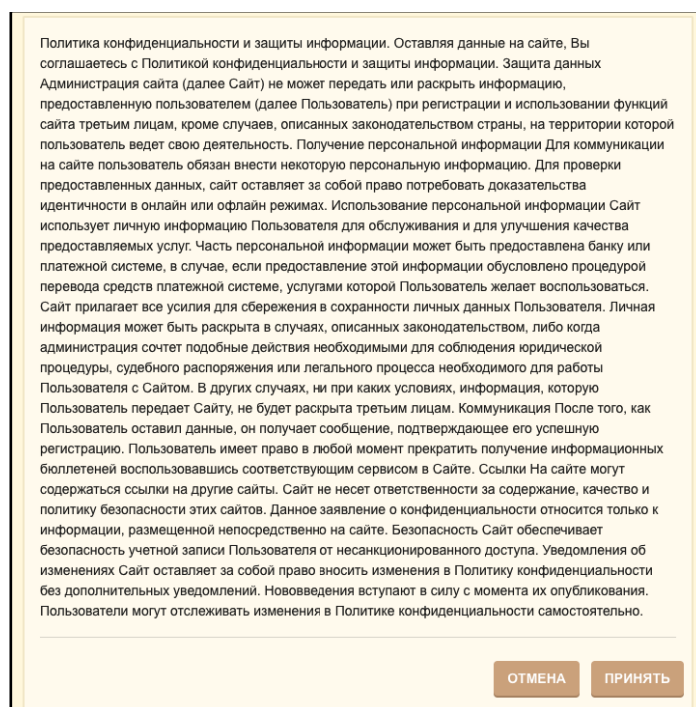 Политика конфиденциальности и защиты информации. Оставляя данные на сайте, Вы
соглашаетесь с Политикой конфиденциальности и защиты информации. Защита данных
Администрация сайта (далее Сайт) не может передать или раскрыть информацию,
предоставленную пользователем (далее Пользователь) при регистрации и использовании функций
сайта третьим лицам, кроме случаев, описанных законодательством страны, на территории которой
пользователь ведет свою деятельность. Получение персональной информации Для коммуникации
на сайте пользователь обязан внести некоторую персональную информацию. Для проверки
предоставленных данных, сайт оставляет за собой право потребовать доказательства
идентичности в онлайн или офлайн режимах. Использование персональной информации Сайт
использует личную информацию Пользователя для обслуживания и для улучшения качества
предоставляемых услуг. Часть персональной информации может быть предоставлена банку или
платежной системе, в случае, если предоставление этой информации обусловлено процедурой
перевода средств платежной системе, услугами которой Пользователь желает воспользоваться.
Сайт прилагает все усилия для сбережения в сохранности личных данных Пользователя. Личная
информация может быть раскрыта в случаях, описанных законодательством, либо когда
администрация сочтет подобные действия необходимыми для соблюдения юридической
процедуры, судебного распоряжения или легального процесса необходимого для работы
Пользователя с Сайтом. В других случаях, ни при каких условиях, информация, которую
Пользователь передает Сайту, не будет раскрыта третьим лицам. Коммуникация После того, как
Пользователь оставил данные, он получает сообщение, подтверждающее его успешную
регистрацию. Пользователь имеет право в любой момент прекратить получение информационных
бюллетеней воспользовавшись соответствующим сервисом в Сайте. Ссылки На сайте могут
содержаться ссылки на другие сайты. Сайт не несет ответственности за содержание, качество и
политику безопасности этих сайтов. Данное заявление о конфиденциальности относится только к
информации, размещенной непосредственно на сайте. Безопасность Сайт обеспечивает
безопасность учетной записи Пользователя от несанкционированного доступа. Уведомления об
изменениях Сайт оставляет за собой право вносить изменения в Политику конфиденциальности
без дополнительных уведомлений. Нововведения вступают в силу с момента их опубликования.
Пользователи могут отслеживать изменения в Политике конфиденциальности самостоятельно.
ОТМЕНА ПРИНЯТЬ